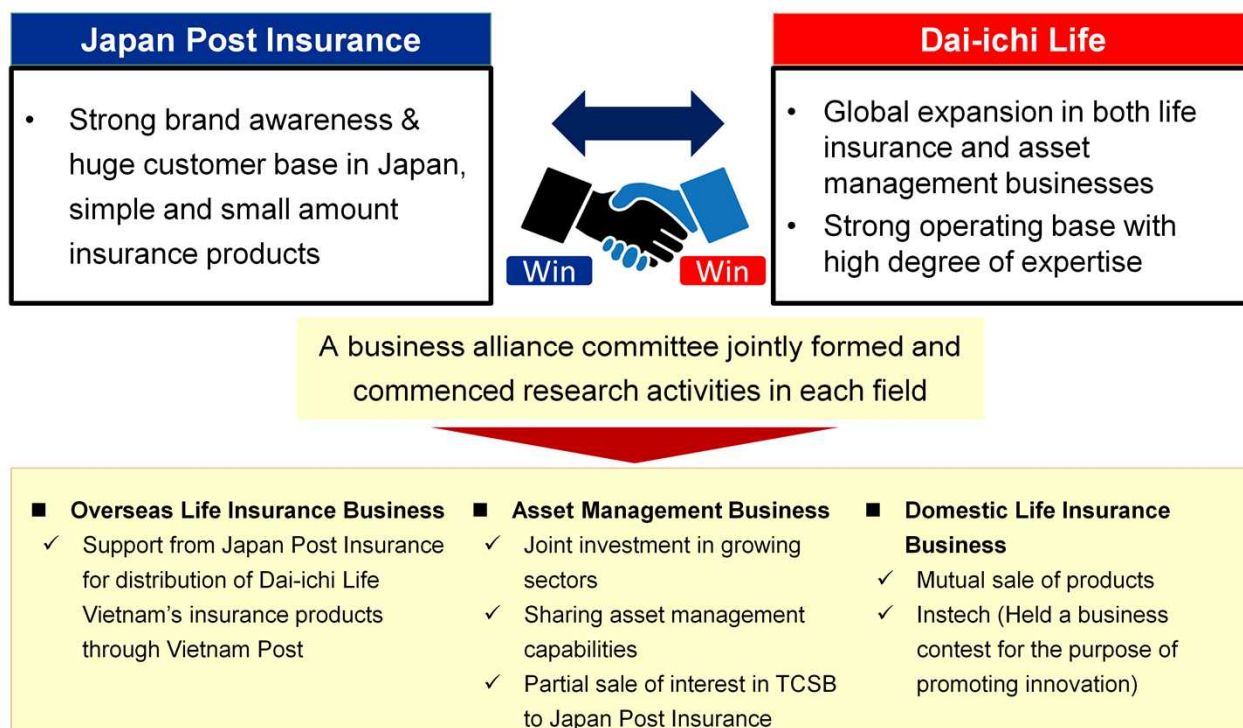 Japan Post Insurance
• Strong brand awareness &
huge customer base in Japan,
simple and small amount
insurance products
Win
Win
Dai-ichi Life
• Global expansion in both life
insurance and asset
management businesses
• Strong operating base with
high degree of expertise
A business alliance committee jointly formed and
commenced research activities in each field
■ Overseas Life Insurance Business
✓ Support from Japan Post Insurance
for distribution of Dai-ichi Life
Vietnam's insurance products
through Vietnam Post
■ Asset Management Business
✓ Joint investment in growing
sectors
✓ Sharing asset management
capabilities
✓ Partial sale of interest in TCSB
to Japan Post Insurance
■ Domestic Life Insurance
Business
✓ Mutual sale of products
✓ Instech (Held a business
contest for the purpose of
promoting innovation)